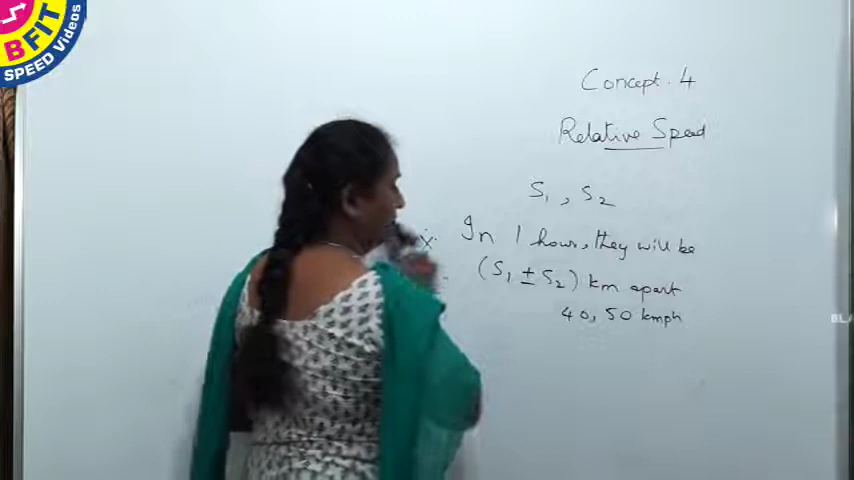 BFIT
SPEED Videos
Concept - 4
Relative Speed
S₁, S₂
In 1 hour, they will be
(S₁ ± S₂) km apart
40, 50 kmph